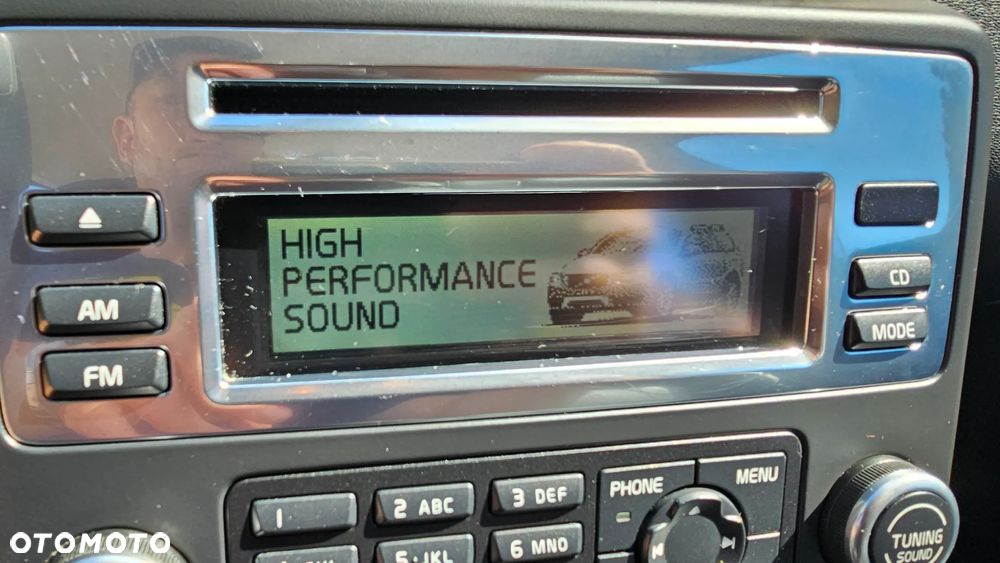 HIGH
PERFORMANCE
SOUND
AM
FM
CD
MODE
1
2 ABC
3 DEF
PHONE
MENU
5 JKL
6 MNO
TUNING
SOUND
OTOMOTO